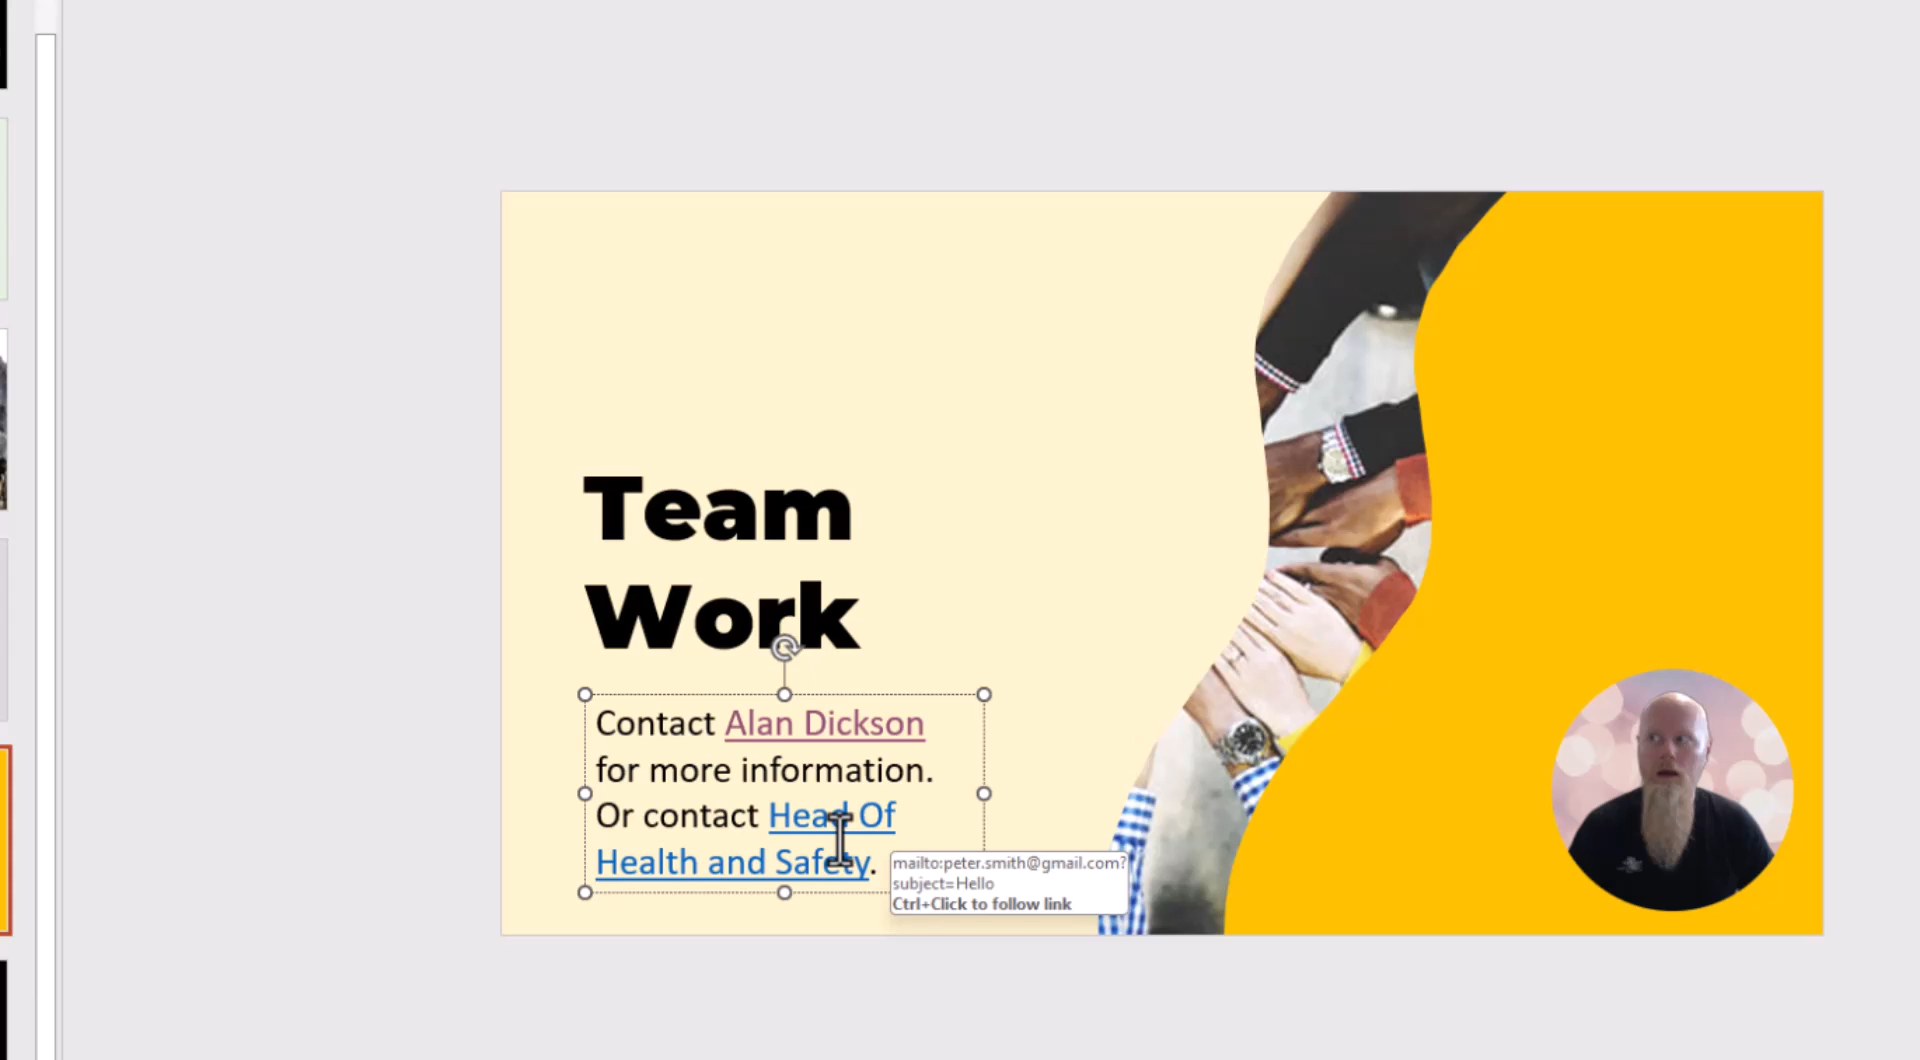 Team
Work
Contact Alan Dickson
for more information.
Or contact Head Of
Health and Safety.
mailto:peter.smith@gmail.com?
subject=Hello
Ctrl+Click to follow link